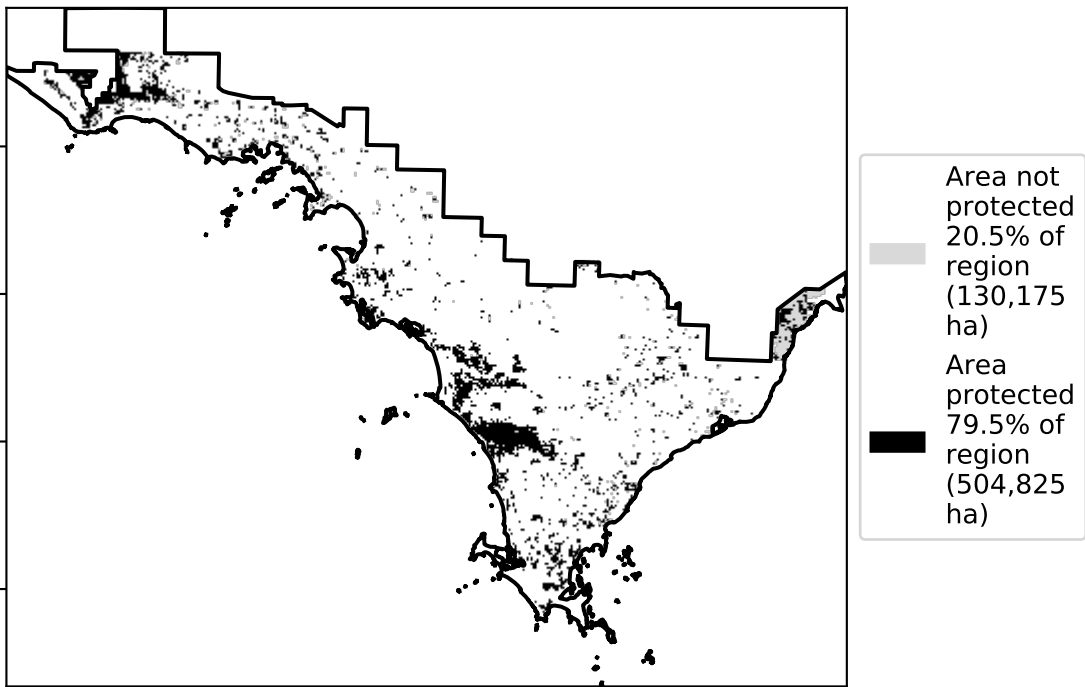 Area not
protected
20.5% of
region
(130,175
ha)
Area
protected
79.5% of
region
(504,825
ha)